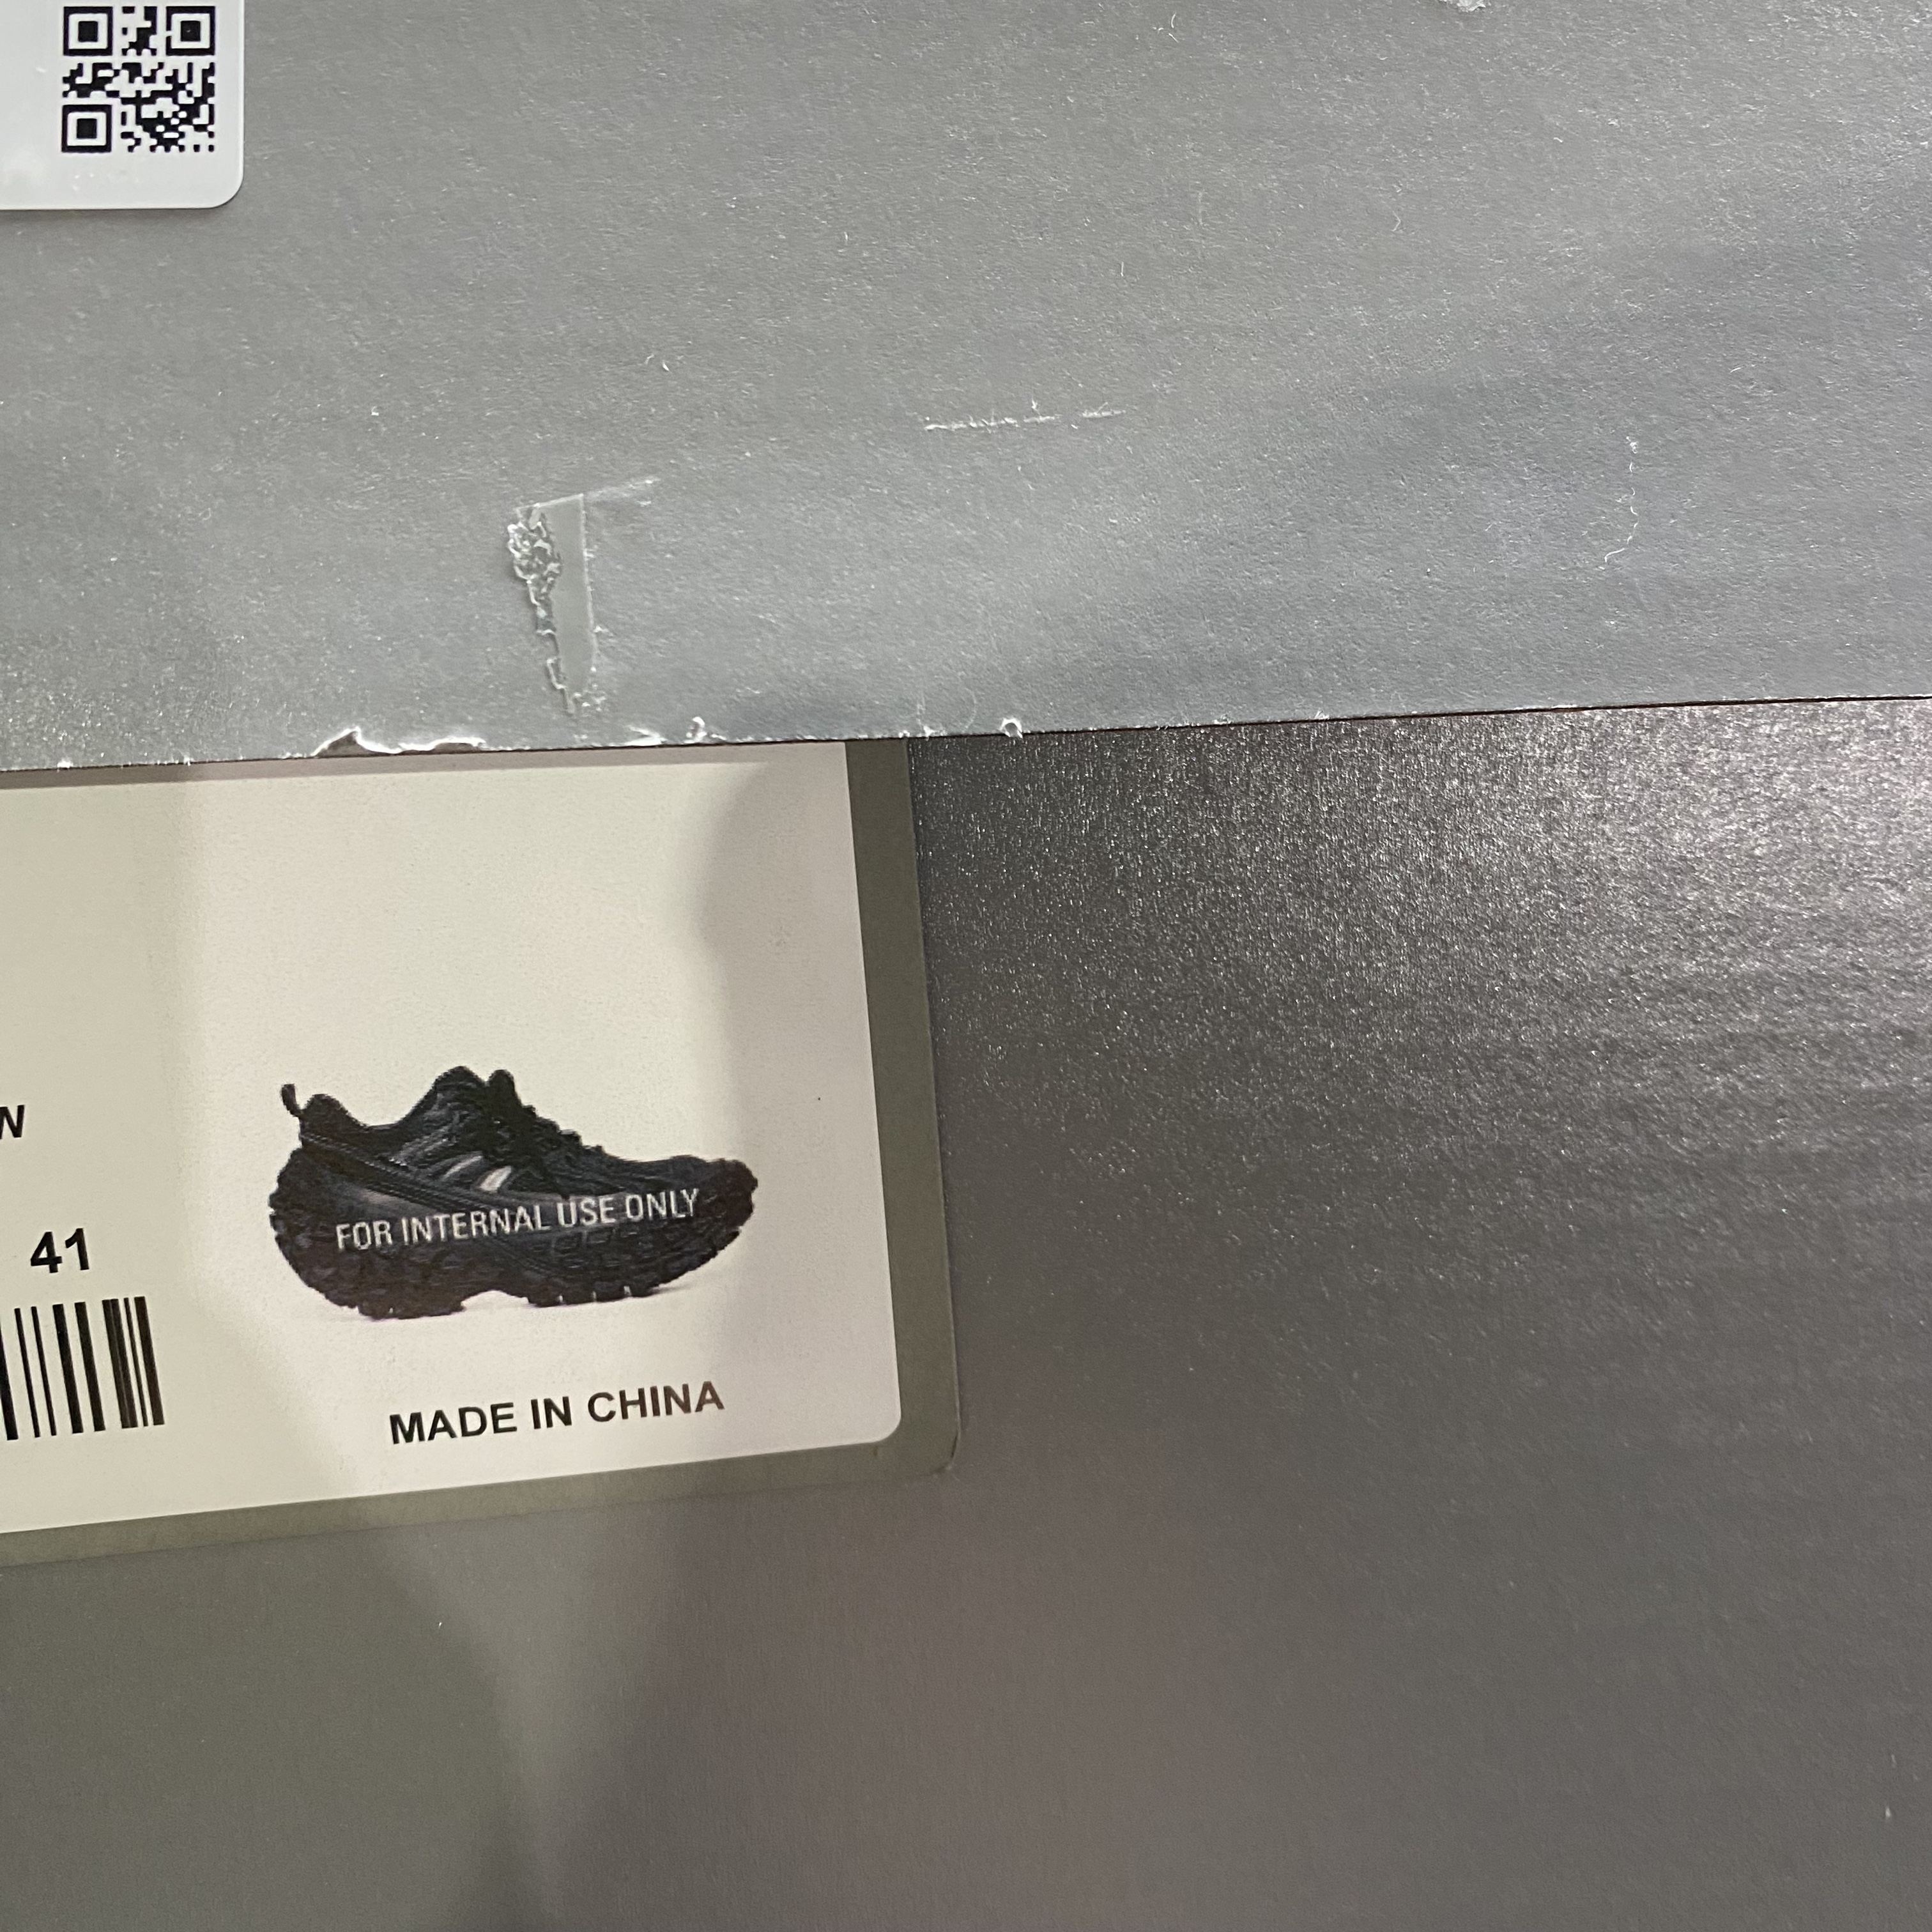 41
FOR INTERNAL USE ONLY
MADE IN CHINA